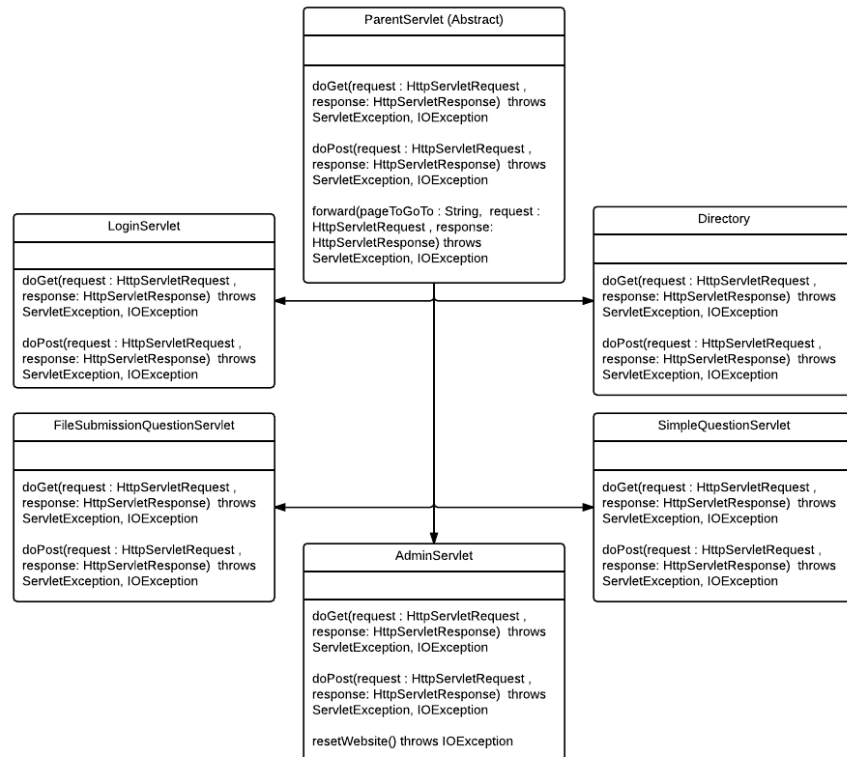 ParentServlet (Abstract)
doGet(request : HttpServletRequest ,
response: HttpServletResponse)  throws
ServletException, IOException
doPost(request : HttpServletRequest ,
response: HttpServletResponse)  throws
ServletException, IOException
forward(pageToGoTo : String,  request :
HttpServletRequest , response:
HttpServletResponse) throws
ServletException, IOException
LoginServlet
doGet(request : HttpServletRequest ,
response: HttpServletResponse)  throws
ServletException, IOException
doPost(request : HttpServletRequest ,
response: HttpServletResponse)  throws
ServletException, IOException
Directory
doGet(request : HttpServletRequest ,
response: HttpServletResponse)  throws
ServletException, IOException
doPost(request : HttpServletRequest ,
response: HttpServletResponse)  throws
ServletException, IOException
FileSubmissionQuestionServlet
doGet(request : HttpServletRequest ,
response: HttpServletResponse)  throws
ServletException, IOException
doPost(request : HttpServletRequest ,
response: HttpServletResponse)  throws
ServletException, IOException
SimpleQuestionServlet
doGet(request : HttpServletRequest ,
response: HttpServletResponse)  throws
ServletException, IOException
doPost(request : HttpServletRequest ,
response: HttpServletResponse)  throws
ServletException, IOException
AdminServlet
doGet(request : HttpServletRequest ,
response: HttpServletResponse)  throws
ServletException, IOException
doPost(request : HttpServletRequest ,
response: HttpServletResponse)  throws
ServletException, IOException
resetWebsite() throws IOException